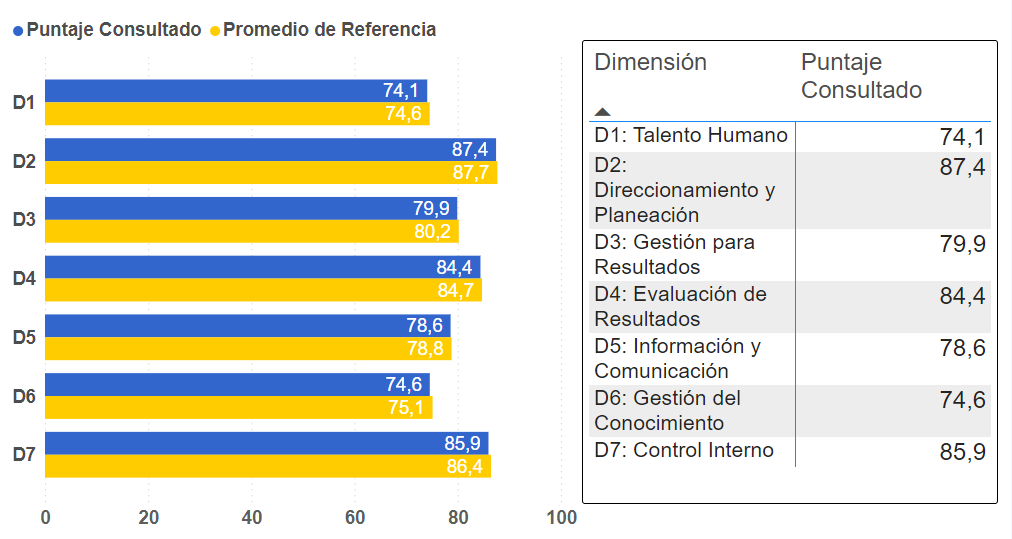 Puntaje Consultado Promedio de Referencia
D1
74,1
74,6
D2
87,4
87,7
D3
79,9
80,2
D4
84,4
84,7
D5
78,6
78,8
D6
74,6
75,1
D7
85,9
86,4
0 20 40 60 80 100
Dimensión
Puntaje
Consultado
D1: Talento Humano 74,1
D2: 87,4
Direccionamiento y
Planeación
D3: Gestión para 79,9
Resultados
D4: Evaluación de 84,4
Resultados
D5: Información y 78,6
Comunicación
D6: Gestión del 74,6
Conocimiento
D7: Control Interno 85,9